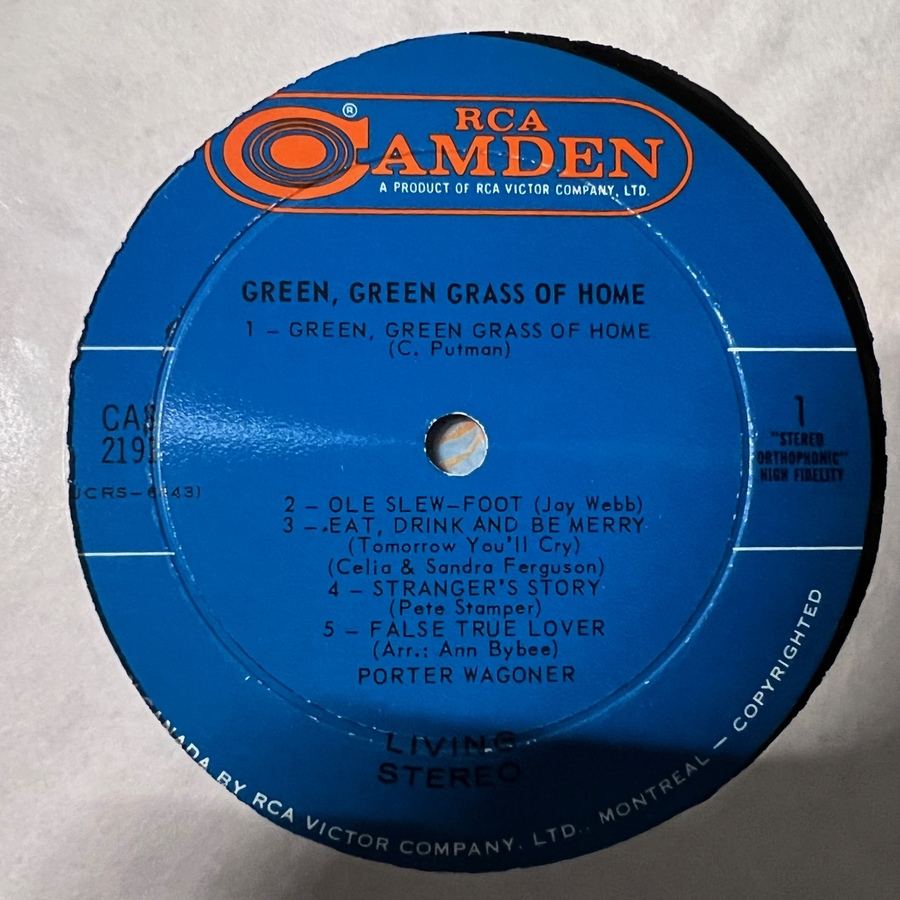 RCA
CAMDEN
®
A PRODUCT OF RCA VICTOR COMPANY, LTD.
GREEN, GREEN GRASS OF HOME
1 – GREEN, GREEN GRASS OF HOME
(C. Putman)
CAS
219
1
"STEREO
ORTHOPHONIC"
HIGH FIDELITY
2 – OLE SLEW–FOOT (Jay Webb)
3 – EAT, DRINK AND BE MERRY
(Tomorrow You'll Cry)
(Celia & Sandra Ferguson)
4 – STRANGER'S STORY
(Pete Stamper)
5 – FALSE TRUE LOVER
(Arr.: Ann Bybee)
PORTER WAGONER
LIVING
STEREO
CANADA BY RCA VICTOR COMPANY, LTD., MONTREAL — COPYRIGHTED